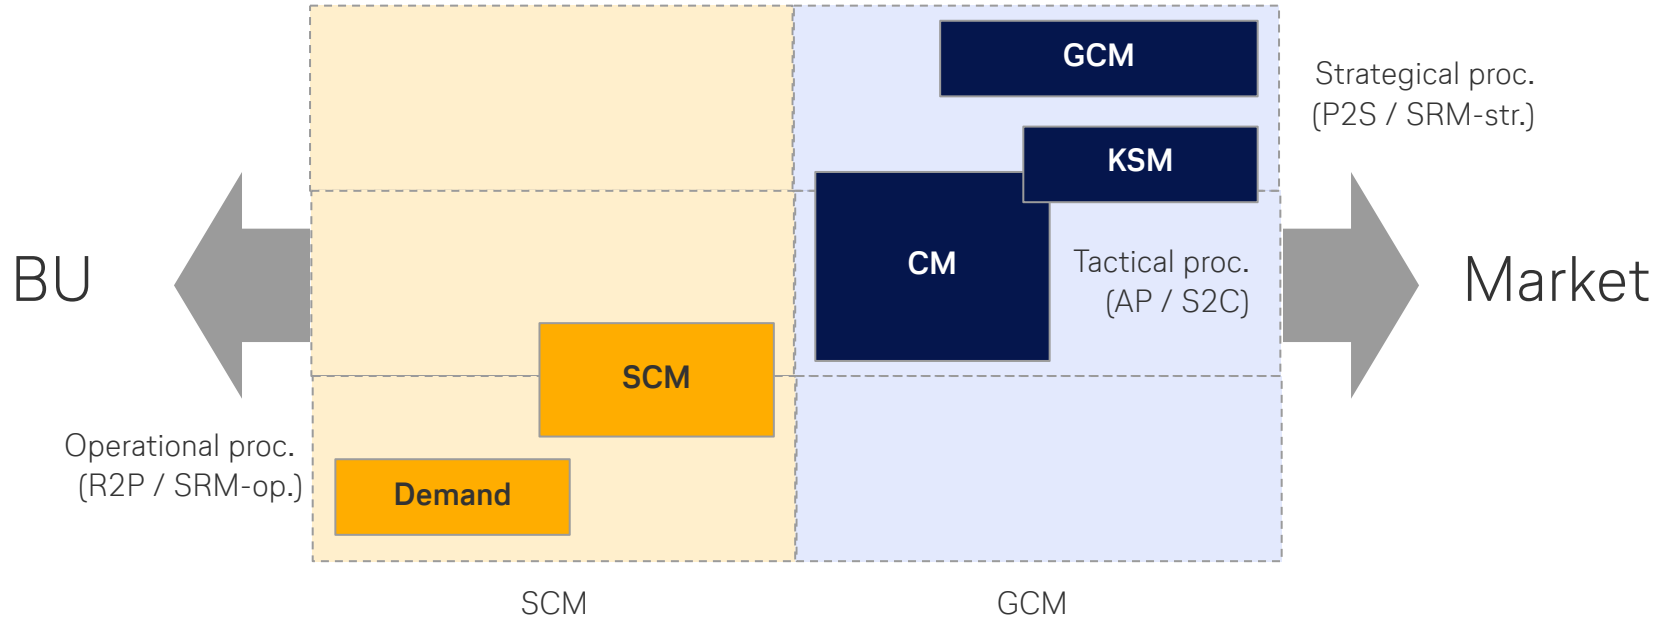 GCM
Strategical proc.
(P2S / SRM-str.)
KSM
BU
CM
Tactical proc.
(AP / S2C)
Market
SCM
Operational proc.
(R2P / SRM-op.)
Demand
SCM
GCM